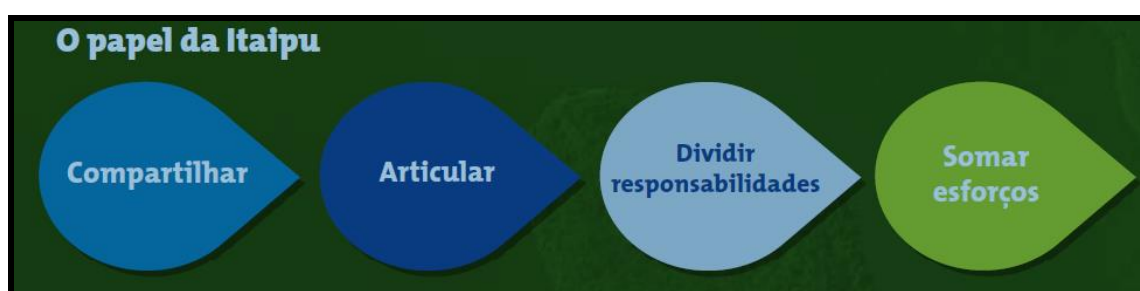 O papel da Itaipu
Compartilhar
Articular
Dividir
responsabilidades
Somar
esforços